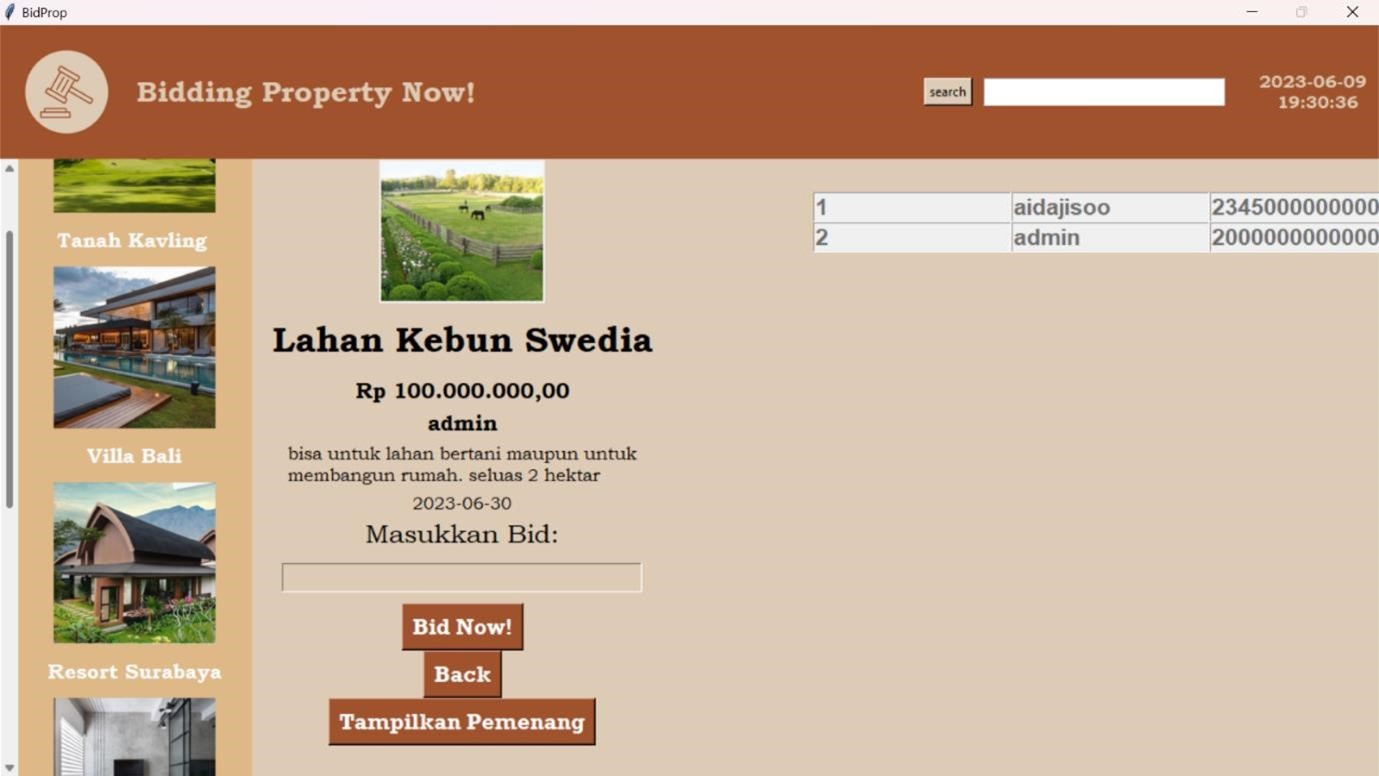 BidProp
Bidding Property Now!
search
2023-06-09
19:30:36
Tanah Kavling
Villa Bali
Resort Surabaya
Lahan Kebun Swedia
Rp 100.000.000,00
admin
bisa untuk lahan bertani maupun untuk
membangun rumah. seluas 2 hektar
2023-06-30
Masukkan Bid:
Bid Now!
Back
Tampilkan Pemenang
1 aidajisoo 2345000000000
2 admin 2000000000000